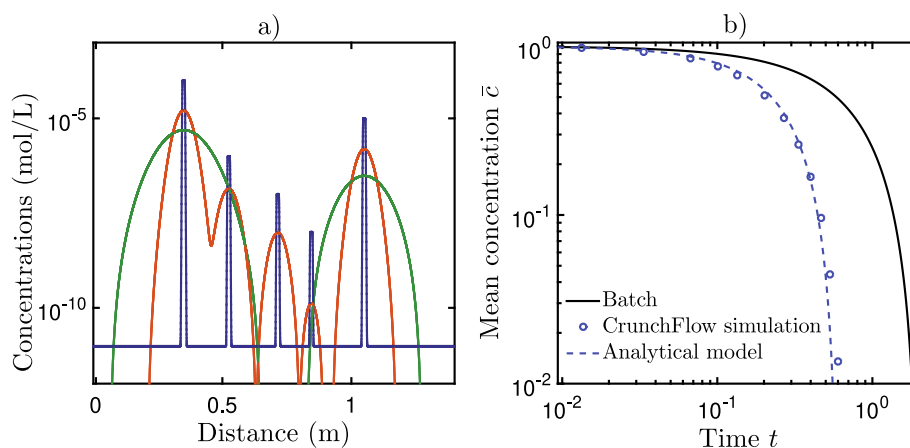 a)
Concentrations (mol/L)
10^-5
10^-10
0
0.5
1
Distance (m)
b)
Mean concentration c̄
10^0
10^-1
10^-2
Batch
CrunchFlow simulation
Analytical model
10^-2
10^-1
10^0
Time t